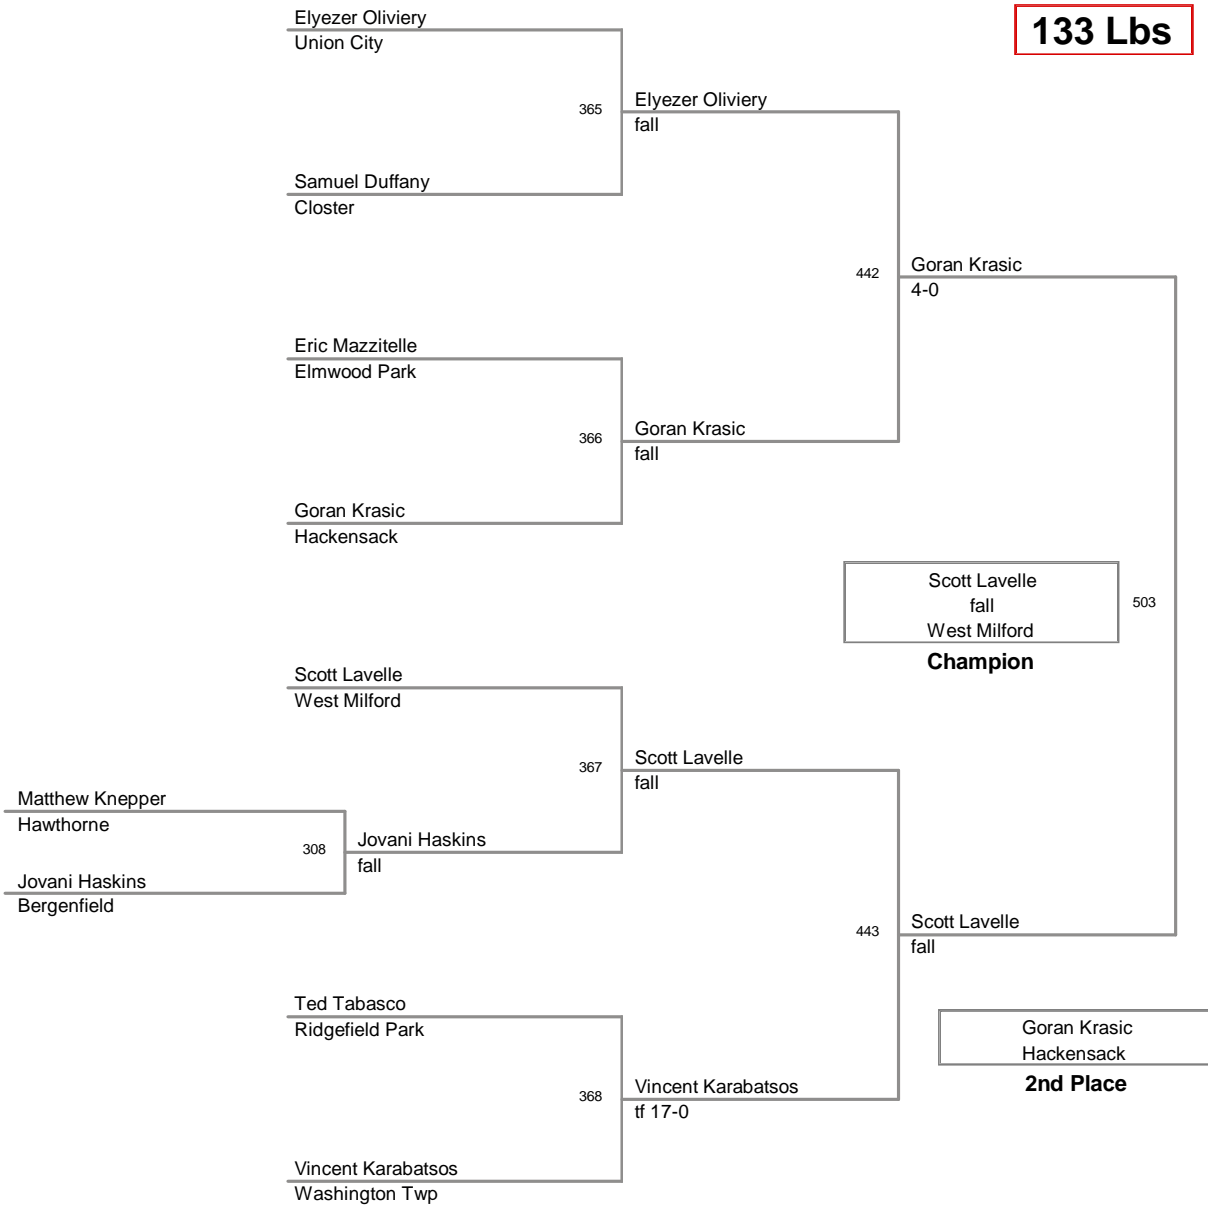 Elyezer Oliviery
Union City
133 Lbs
365
Elyezer Oliviery
fall
Samuel Duffany
Closter
442
Goran Krasic
4-0
Eric Mazzitelle
Elmwood Park
366
Goran Krasic
fall
Goran Krasic
Hackensack
Scott Lavelle
fall
West Milford
503
Champion
Scott Lavelle
West Milford
367
Scott Lavelle
fall
Matthew Knepper
Hawthorne
308
Jovani Haskins
fall
Jovani Haskins
Bergenfield
443
Scott Lavelle
fall
Ted Tabasco
Ridgefield Park
Goran Krasic
Hackensack
2nd Place
368
Vincent Karabatsos
tf 17-0
Vincent Karabatsos
Washington Twp